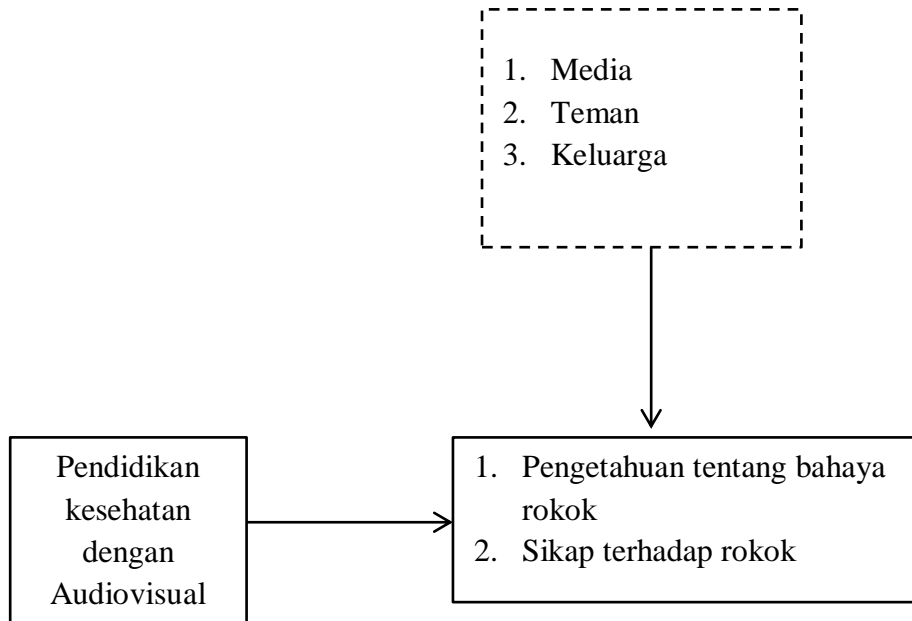 1. Media
2. Teman
3. Keluarga
Pendidikan
kesehatan
dengan
Audiovisual
1. Pengetahuan tentang bahaya
rokok
2. Sikap terhadap rokok